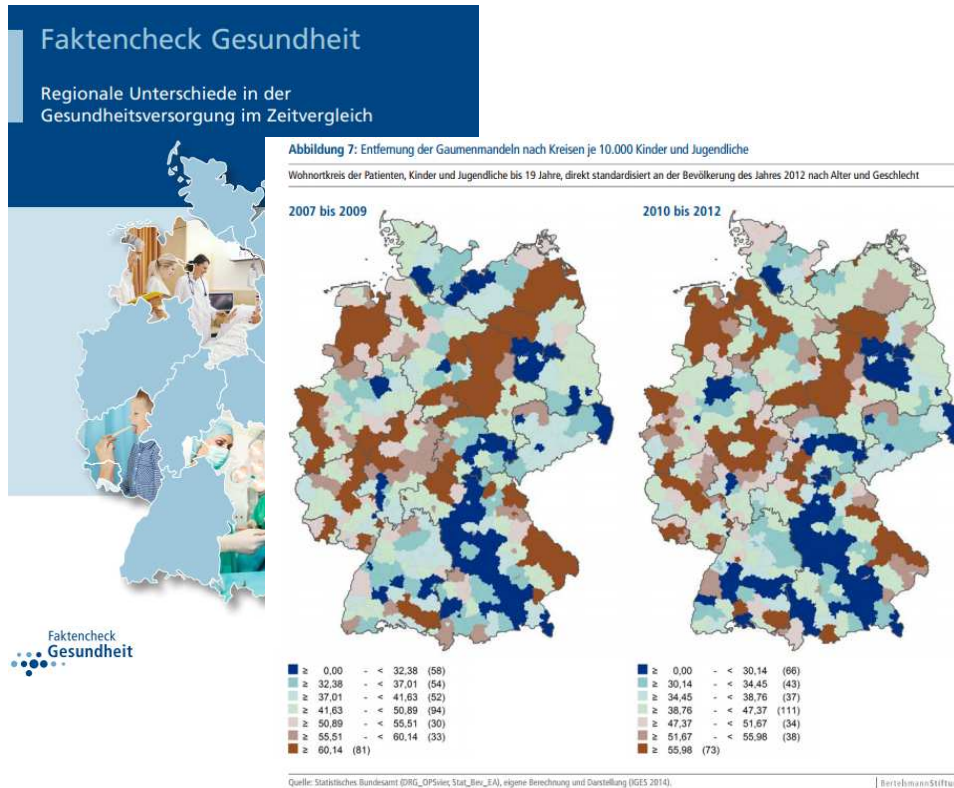 Faktencheck Gesundheit
Regionale Unterschiede in der
Gesundheitsversorgung im Zeitvergleich
Abbildung 7: Entfernung der Gaumenmandeln nach Kreisen je 10.000 Kinder und Jugendliche
Wohnortkreis der Patienten, Kinder und Jugendliche bis 19 Jahre, direkt standardisiert an der Bevölkerung des Jahres 2012 nach Alter und Geschlecht
2007 bis 2009
2010 bis 2012
Faktencheck
Gesundheit
≥ 0,00 - < 32,38 (58)
≥ 32,38 - < 37,01 (54)
≥ 37,01 - < 41,63 (52)
≥ 41,63 - < 50,89 (94)
≥ 50,89 - < 55,51 (30)
≥ 55,51 - < 60,14 (33)
≥ 60,14 (81)
≥ 0,00 - < 30,14 (66)
≥ 30,14 - < 34,45 (43)
≥ 34,45 - < 38,76 (37)
≥ 38,76 - < 47,37 (111)
≥ 47,37 - < 51,67 (34)
≥ 51,67 - < 55,98 (38)
≥ 55,98 (73)
Quelle: Statistisches Bundesamt (DRG_OPSvier, Stat_Bev_EA), eigene Berechnung und Darstellung (IGES 2014).
BertelsmannStiftu